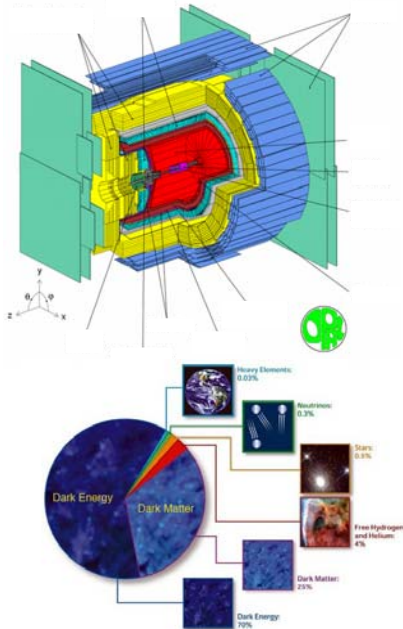 y
θ
φ
z
x
Heavy Elements:
0.03%
Neutrinos:
0.3%
Stars:
0.5%
Free Hydrogen
and Helium:
4%
Dark Matter:
25%
Dark Energy:
70%
Dark Energy
Dark Matter